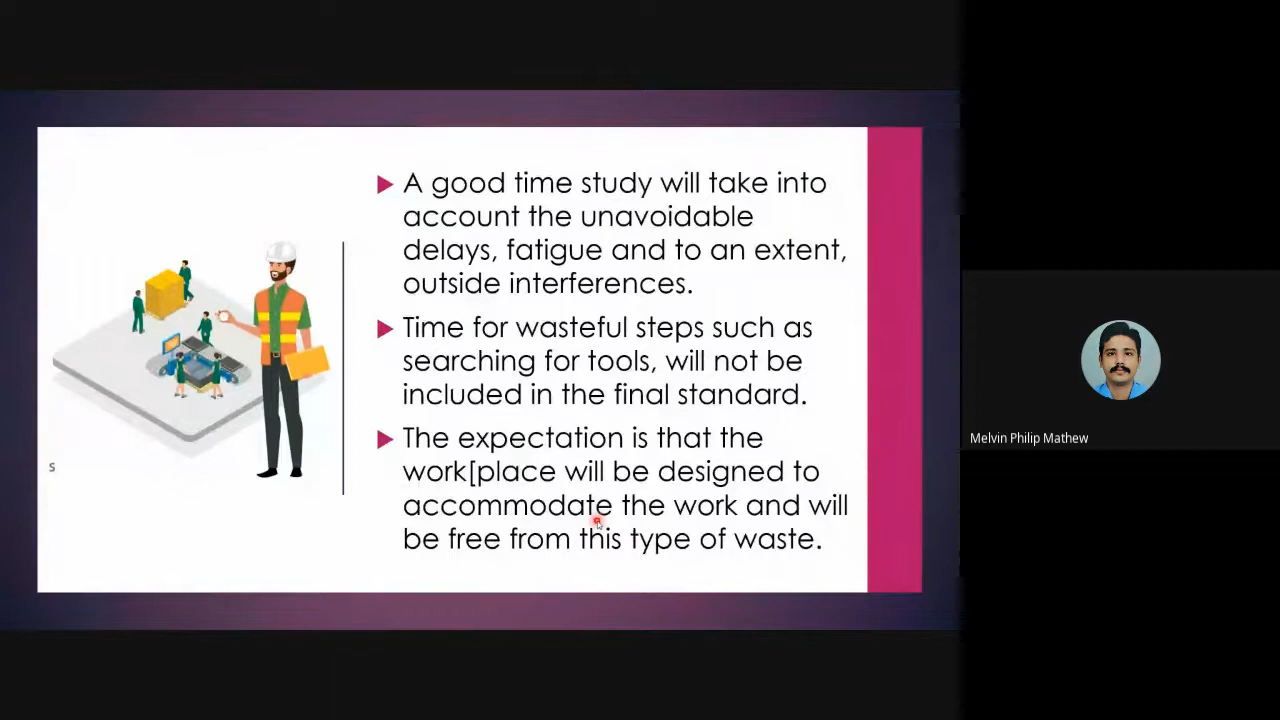 A good time study will take into
account the unavoidable
delays, fatigue and to an extent,
outside interferences.
Time for wasteful steps such as
searching for tools, will not be
included in the final standard.
The expectation is that the
work[place will be designed to
accommodate the work and will
be free from this type of waste.
s
Melvin Philip Mathew